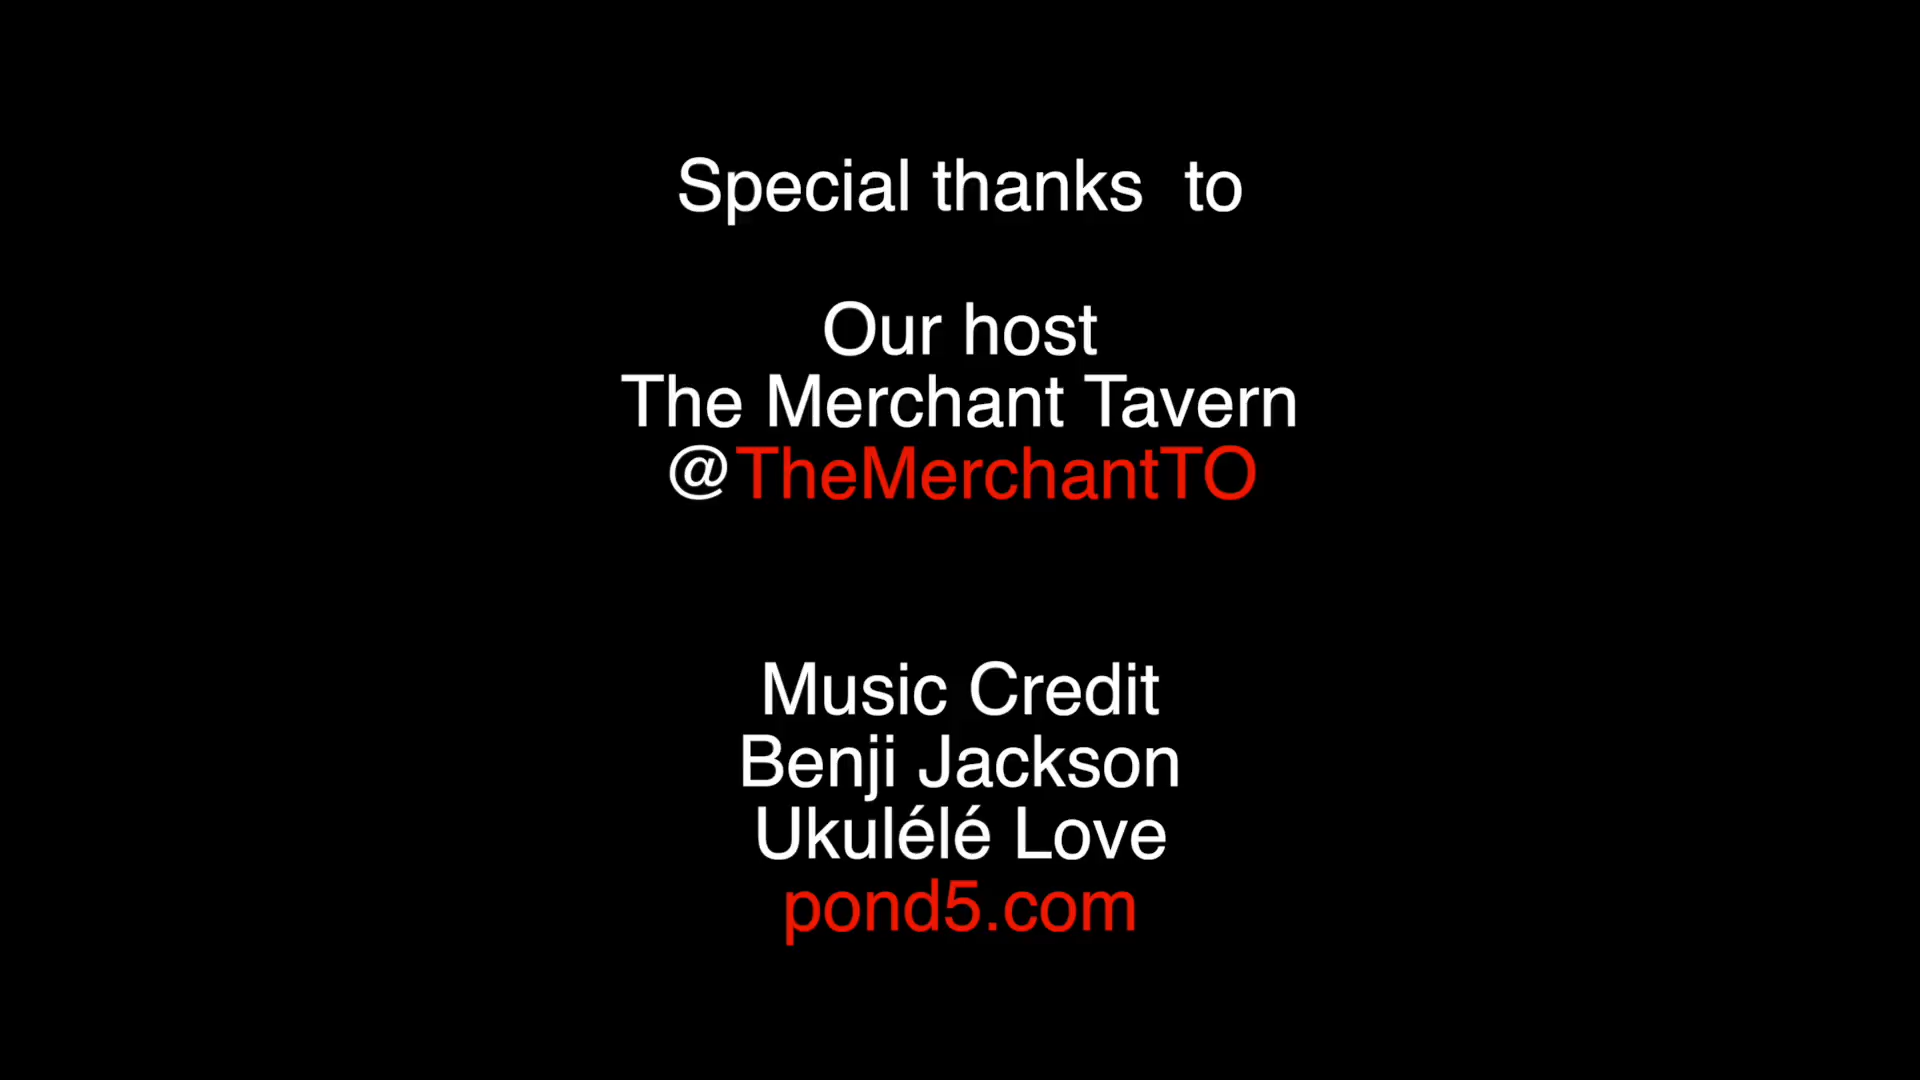 Special thanks  to
Our host
The Merchant Tavern
@TheMerchantTO
Music Credit
Benji Jackson
Ukulélé Love
pond5.com